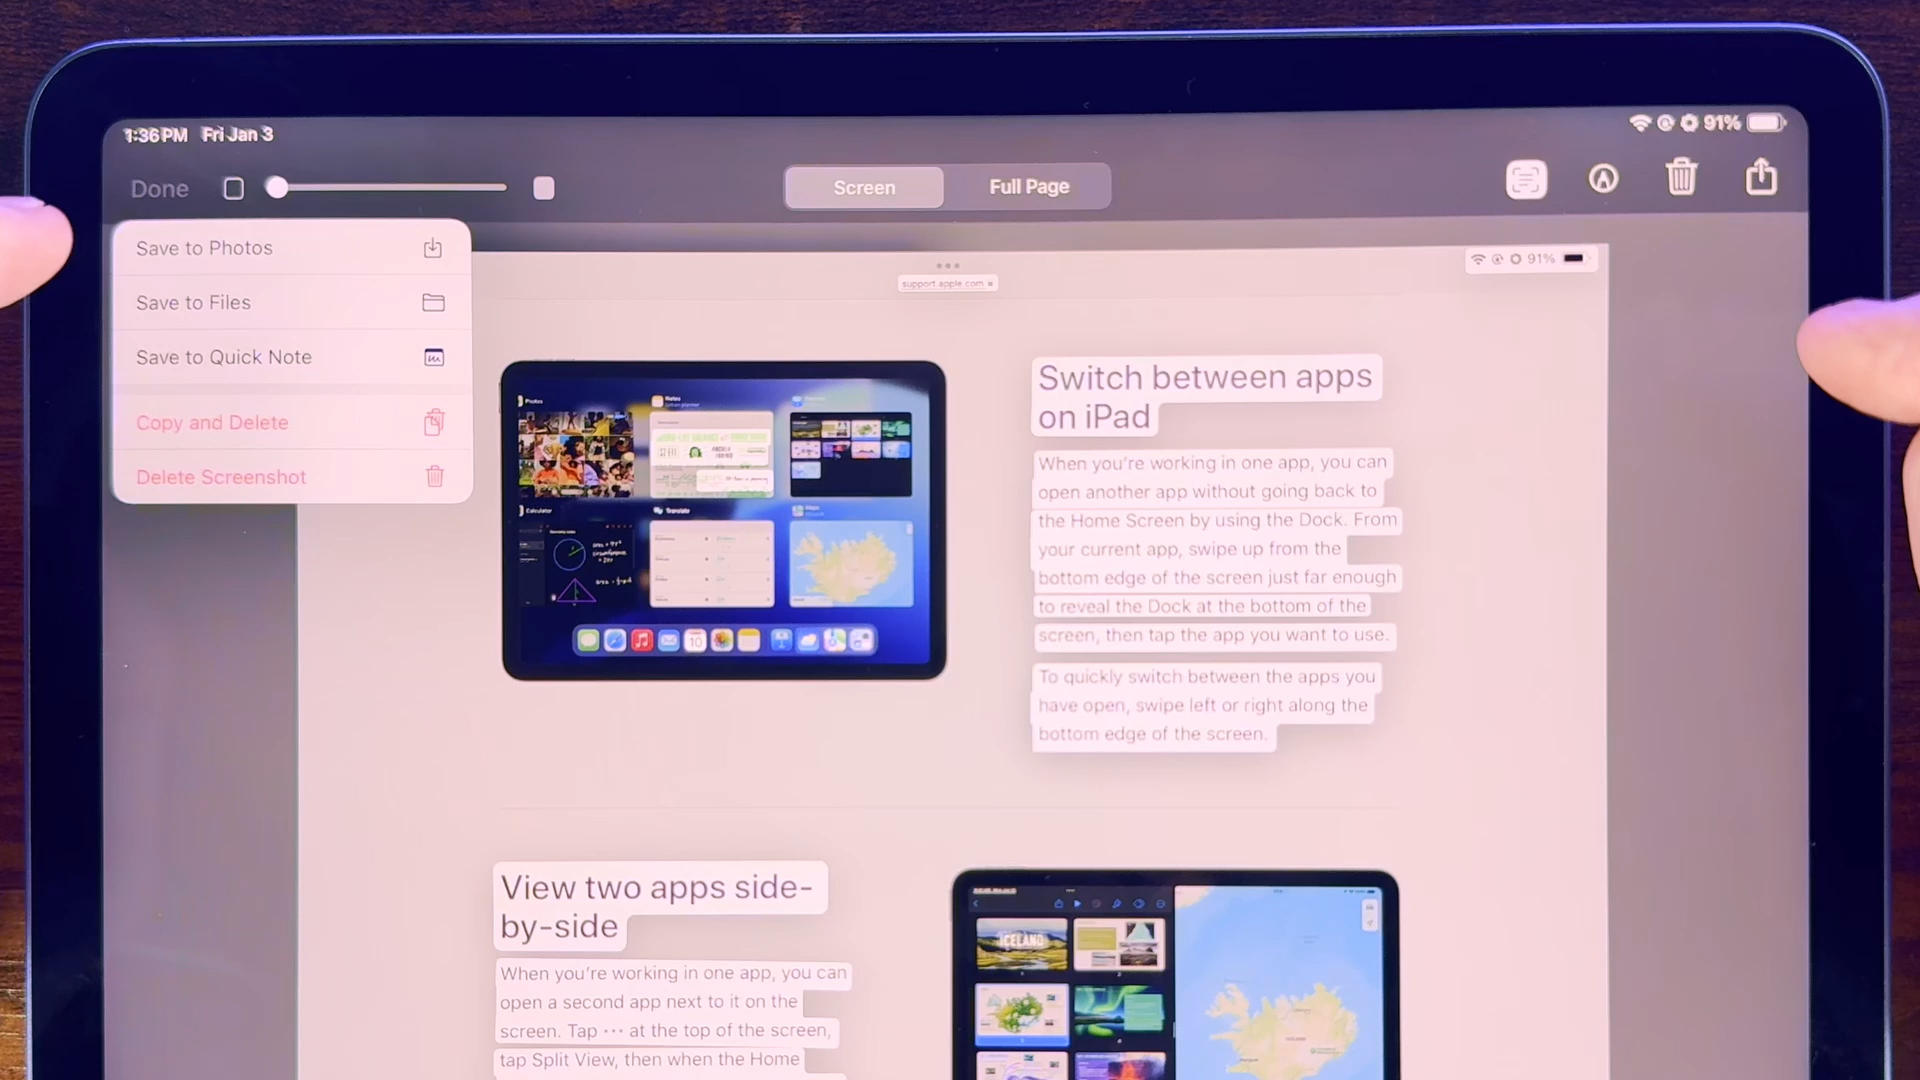 1:36 PM Fri Jan 3
91%
Done
Screen
Full Page
Save to Photos
Save to Files
Save to Quick Note
Copy and Delete
Delete Screenshot
support.apple.com
91%
Photos
Notes
Calculator
Translate
Maps
10
Switch between apps
on iPad
When you're working in one app, you can
open another app without going back to
the Home Screen by using the Dock. From
your current app, swipe up from the
bottom edge of the screen just far enough
to reveal the Dock at the bottom of the
screen, then tap the app you want to use.
To quickly switch between the apps you
have open, swipe left or right along the
bottom edge of the screen.
View two apps side-
by-side
When you're working in one app, you can
open a second app next to it on the
screen. Tap ••• at the top of the screen,
tap Split View, then when the Home
ICELAND